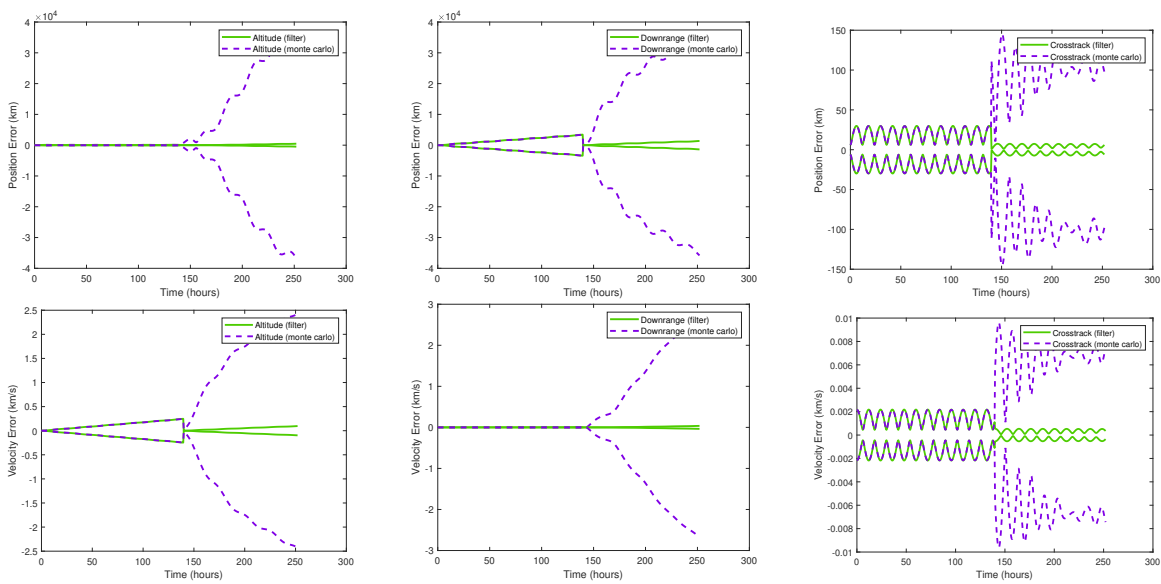 ×10⁴
4
3
2
1
0
-1
-2
-3
-4
Position Error (km)
0 50 100 150 200 250 300
Time (hours)
Altitude (filter)
Altitude (monte carlo)
×10⁴
4
3
2
1
0
-1
-2
-3
-4
Position Error (km)
0 50 100 150 200 250 300
Time (hours)
Downrange (filter)
Downrange (monte carlo)
150
100
50
0
-50
-100
-150
Position Error (km)
0 50 100 150 200 250 300
Time (hours)
Crosstrack (filter)
Crosstrack (monte carlo)
2.5
2
1.5
1
0.5
0
-0.5
-1
-1.5
-2
-2.5
Velocity Error (km/s)
0 50 100 150 200 250 300
Time (hours)
Altitude (filter)
Altitude (monte carlo)
3
2
1
0
-1
-2
-3
Velocity Error (km/s)
0 50 100 150 200 250 300
Time (hours)
Downrange (filter)
Downrange (monte carlo)
0.01
0.008
0.006
0.004
0.002
0
-0.002
-0.004
-0.006
-0.008
-0.01
Velocity Error (km/s)
0 50 100 150 200 250 300
Time (hours)
Crosstrack (filter)
Crosstrack (monte carlo)